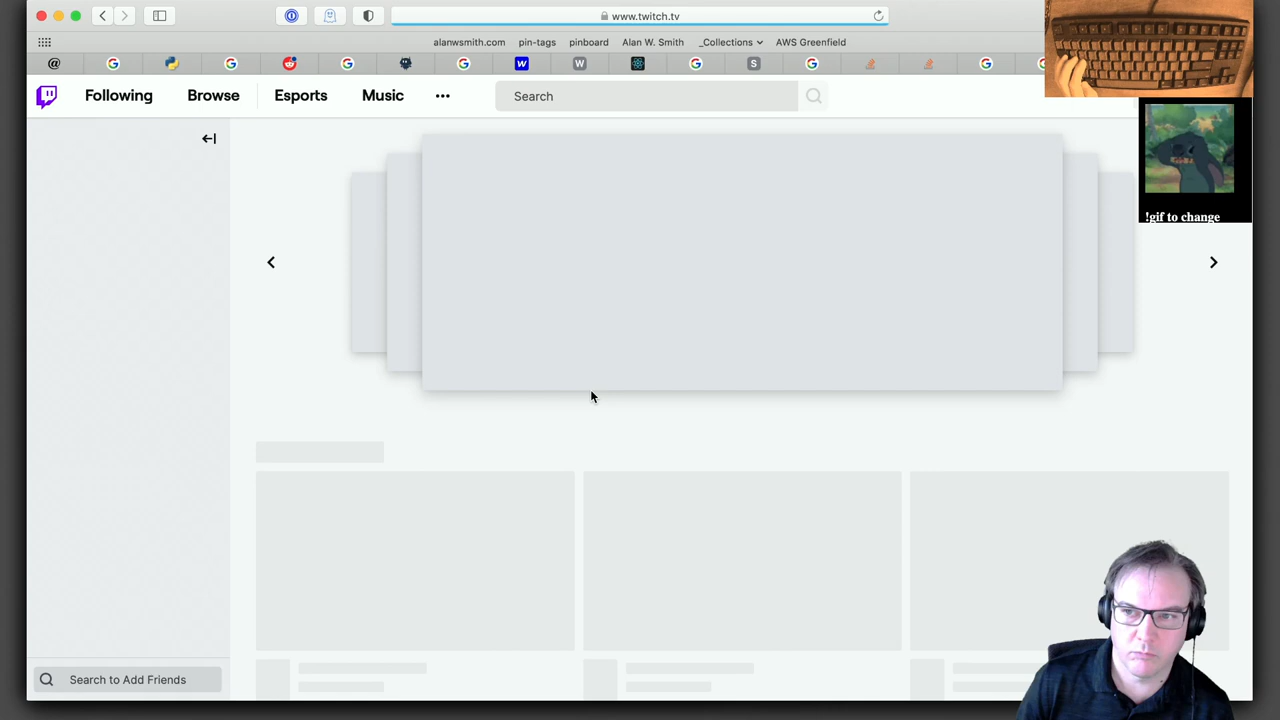 www.twitch.tv
alanwsmith.com pin-tags pinboard Alan W. Smith _Collections AWS Greenfield
Following Browse Esports Music ••• Search
!gif to change
Search to Add Friends